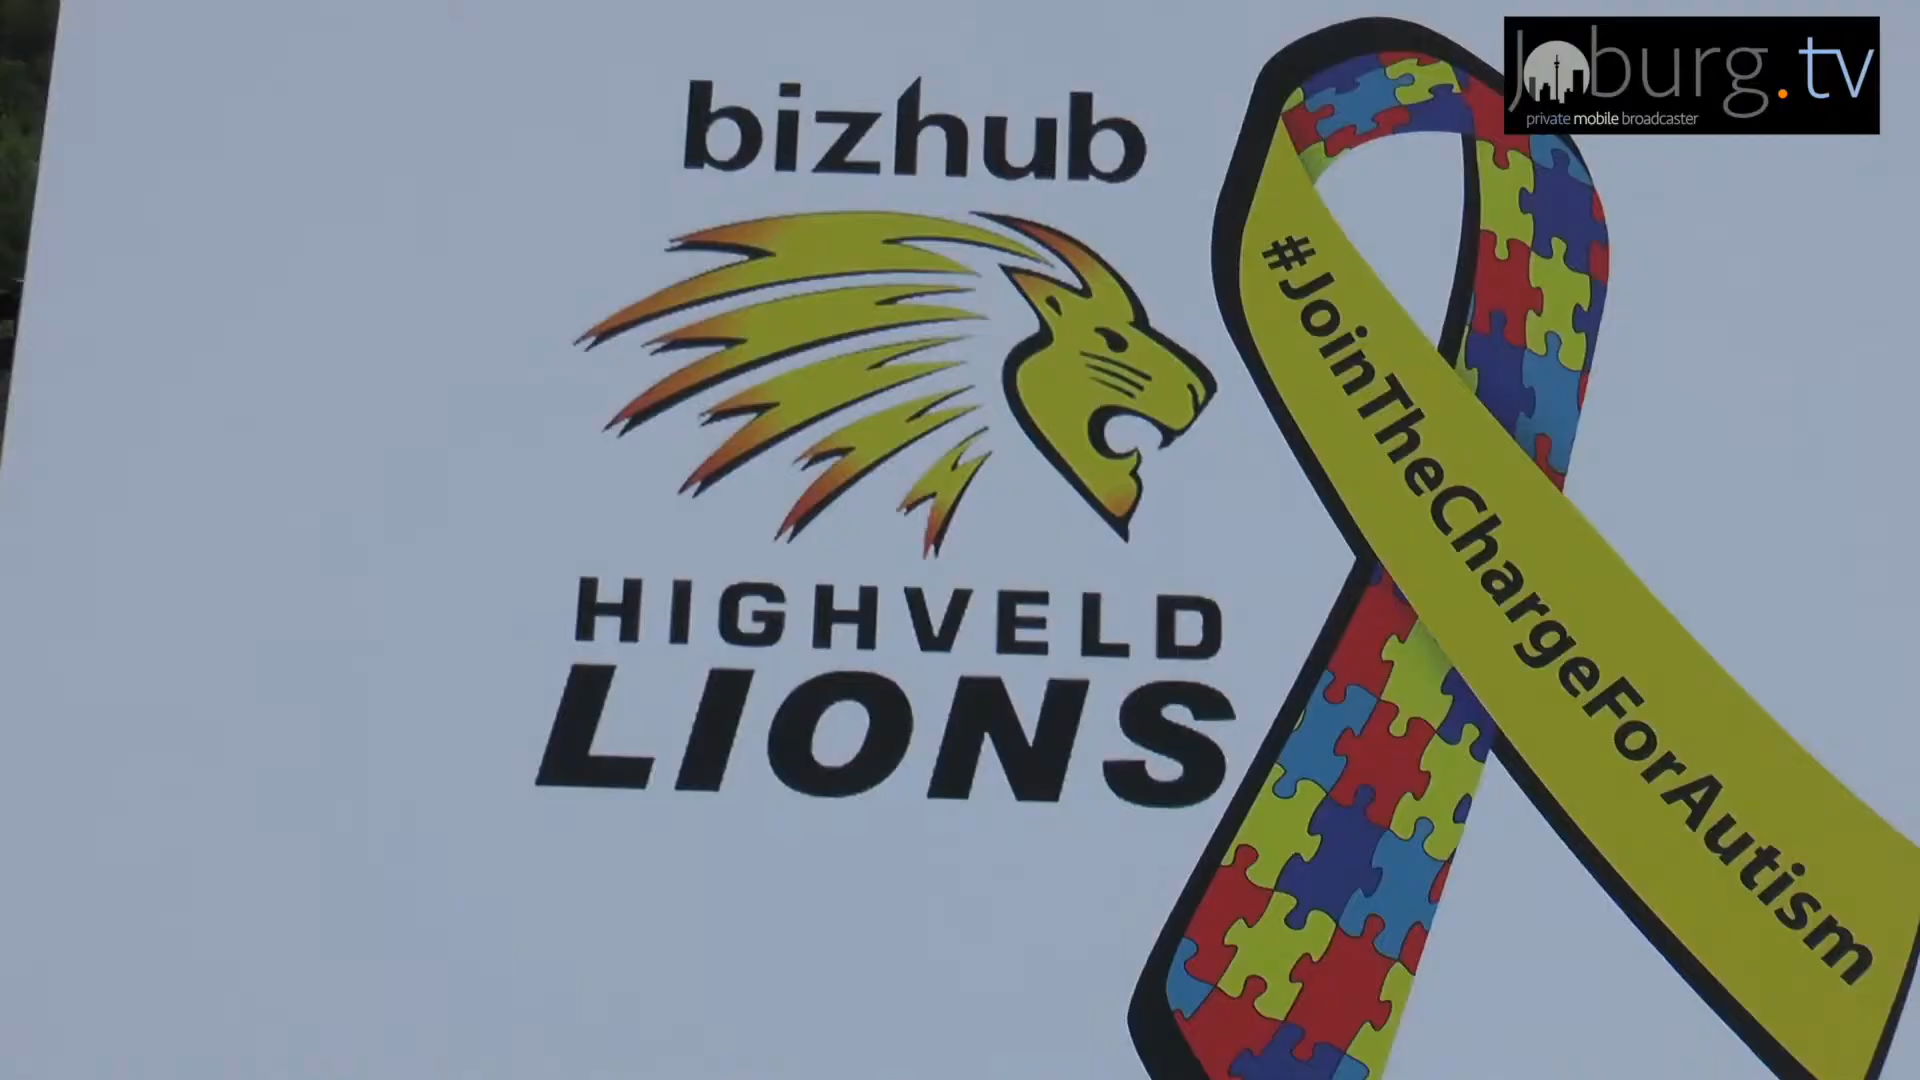 bizhub
HIGHVELD
LIONS
#JoinTheChargeForAutism
Joburg.tv
private mobile broadcaster